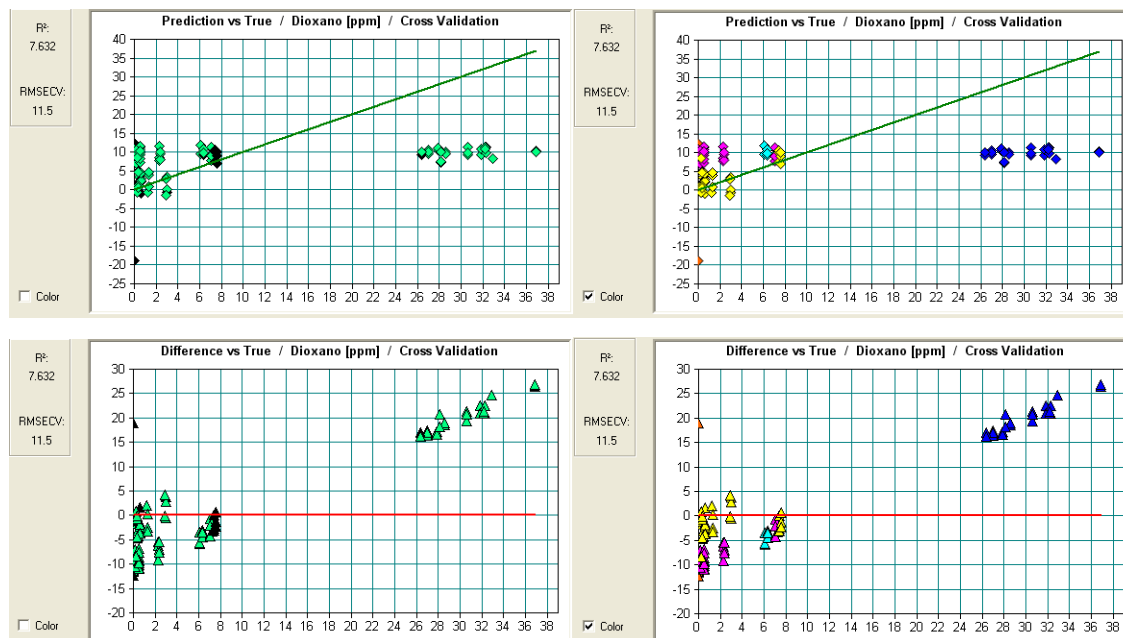 Prediction vs True / Dioxano [ppm] / Cross Validation
R²:
7.632
RMSECV:
11.5
40
35
30
25
20
15
10
5
0
-5
-10
-15
-20
-25
0 2 4 6 8 10 12 14 16 18 20 22 24 26 28 30 32 34 36 38
Color
Prediction vs True / Dioxano [ppm] / Cross Validation
R²:
7.632
RMSECV:
11.5
40
35
30
25
20
15
10
5
0
-5
-10
-15
-20
-25
0 2 4 6 8 10 12 14 16 18 20 22 24 26 28 30 32 34 36 38
Color
Difference vs True / Dioxano [ppm] / Cross Validation
R²:
7.632
RMSECV:
11.5
30
25
20
15
10
5
0
-5
-10
-15
-20
0 2 4 6 8 10 12 14 16 18 20 22 24 26 28 30 32 34 36 38
Color
Difference vs True / Dioxano [ppm] / Cross Validation
R²:
7.632
RMSECV:
11.5
30
25
20
15
10
5
0
-5
-10
-15
-20
0 2 4 6 8 10 12 14 16 18 20 22 24 26 28 30 32 34 36 38
Color